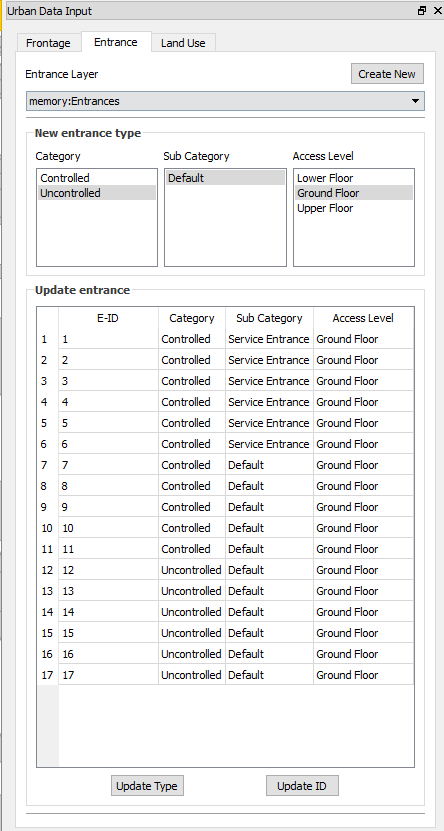 Urban Data Input
Frontage Entrance Land Use
Entrance Layer Create New
memory:Entrances
New entrance type
Category Sub Category Access Level
Controlled Default Lower Floor
Uncontrolled Ground Floor
Upper Floor
Update entrance
E-ID Category Sub Category Access Level
1 1 Controlled Service Entrance Ground Floor
2 2 Controlled Service Entrance Ground Floor
3 3 Controlled Service Entrance Ground Floor
4 4 Controlled Service Entrance Ground Floor
5 5 Controlled Service Entrance Ground Floor
6 6 Controlled Service Entrance Ground Floor
7 7 Controlled Default Ground Floor
8 8 Controlled Default Ground Floor
9 9 Controlled Default Ground Floor
10 10 Controlled Default Ground Floor
11 11 Controlled Default Ground Floor
12 12 Uncontrolled Default Ground Floor
13 13 Uncontrolled Default Ground Floor
14 14 Uncontrolled Default Ground Floor
15 15 Uncontrolled Default Ground Floor
16 16 Uncontrolled Default Ground Floor
17 17 Uncontrolled Default Ground Floor
Update Type Update ID